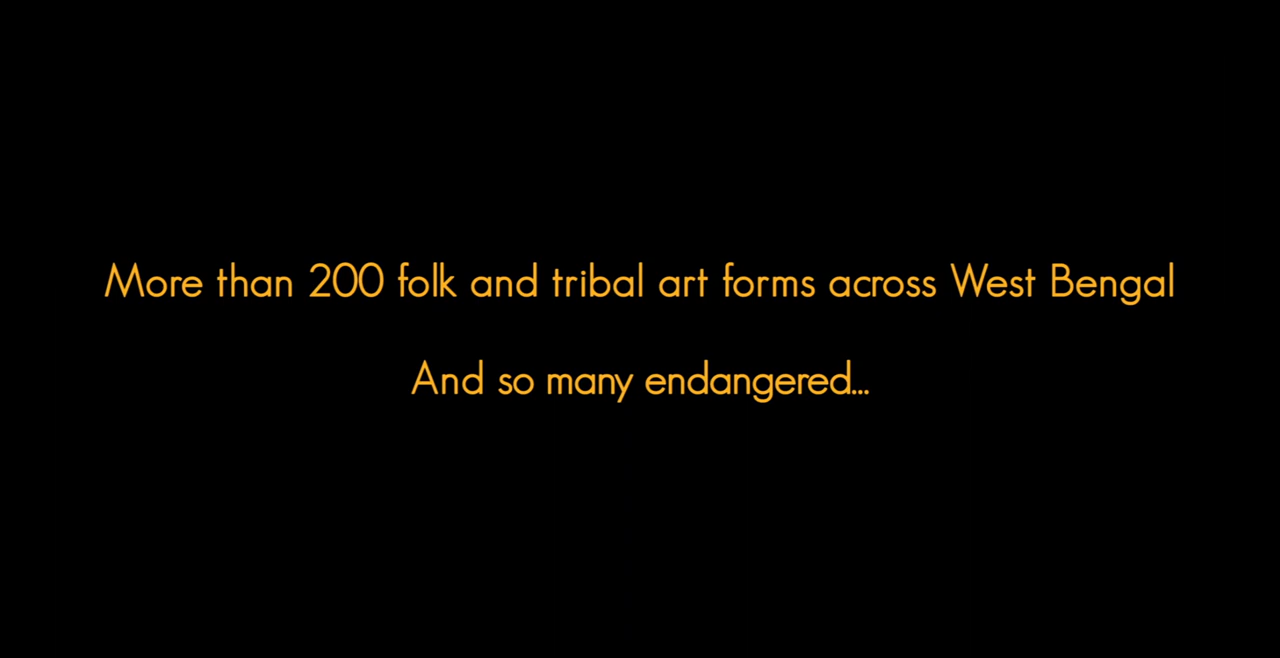 More than 200 folk and tribal art forms across West Bengal
And so many endangered...